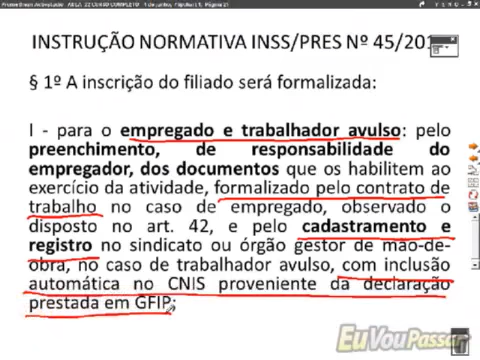 INSTRUÇÃO NORMATIVA INSS/PRES Nº 45/201
§ 1º A inscrição do filiado será formalizada:
I - para o empregado e trabalhador avulso: pelo
preenchimento, de responsabilidade do
empregador, dos documentos que os habilitem ao
exercício da atividade, formalizado pelo contrato de
trabalho no caso de empregado, observado o
disposto no art. 42, e pelo cadastramento e
registro no sindicato ou órgão gestor de mão-de-
obra, no caso de trabalhador avulso, com inclusão
automática no CNIS proveniente da declaração
prestada em GFIP;
EuVouPassar